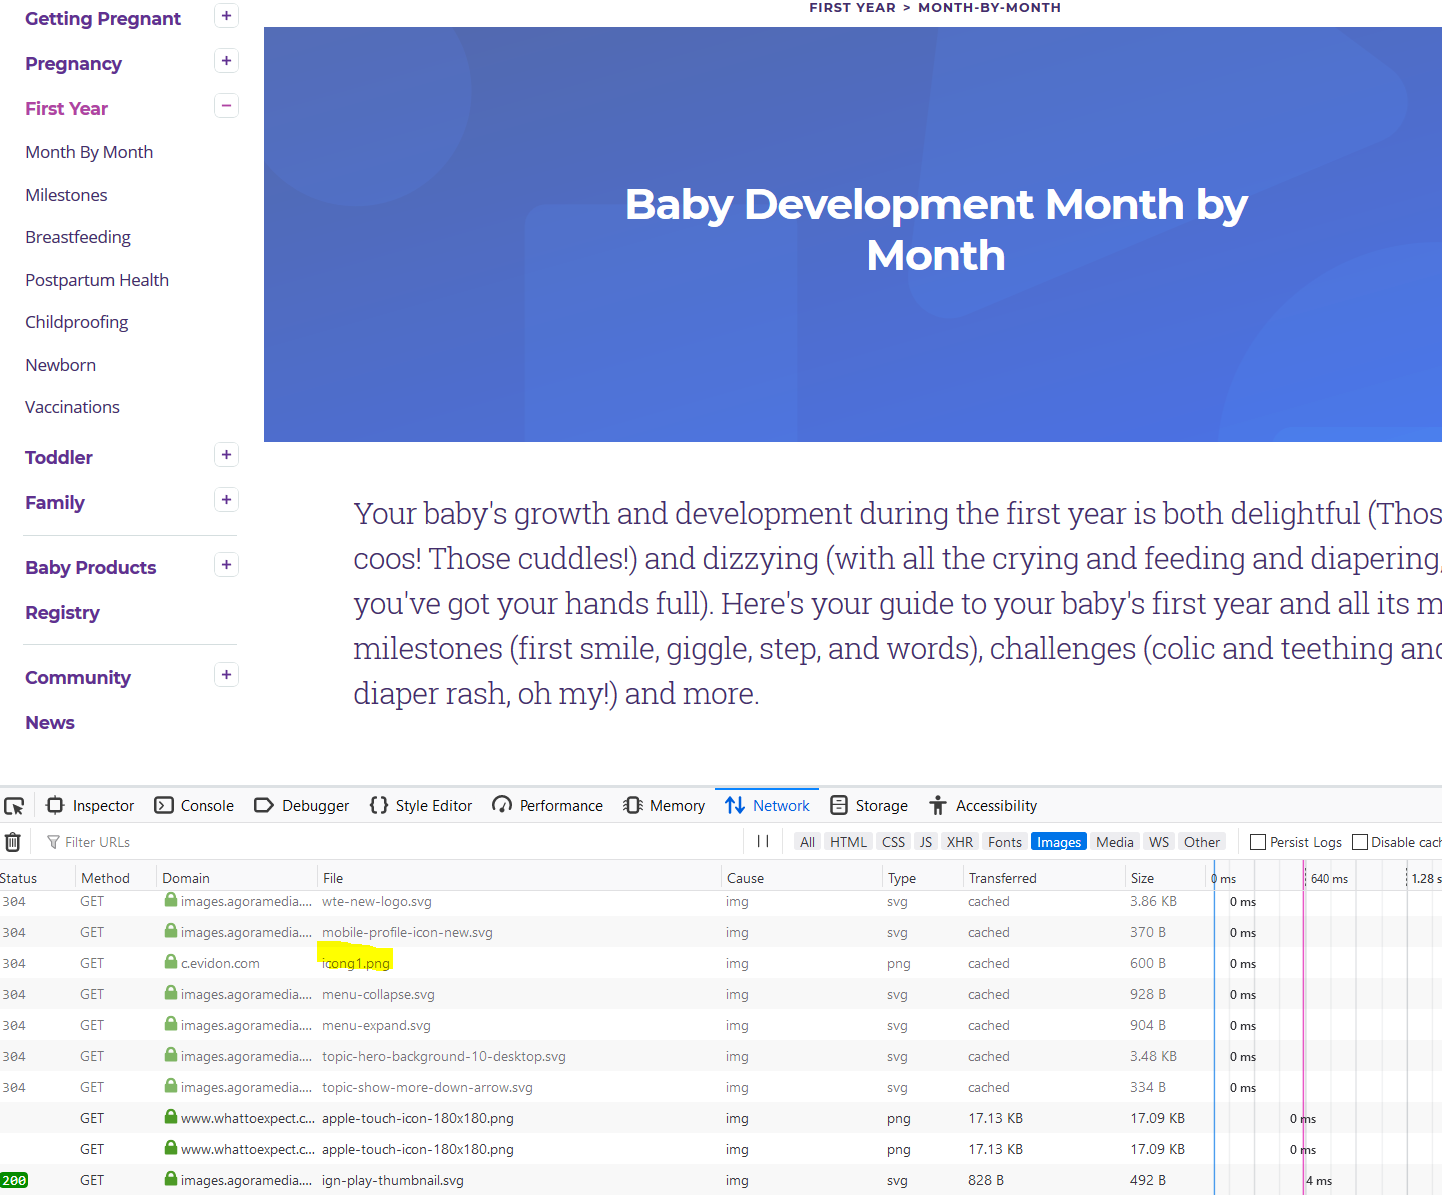 FIRST YEAR > MONTH-BY-MONTH
Getting Pregnant +
Pregnancy +
First Year −
Month By Month
Milestones
Breastfeeding
Postpartum Health
Childproofing
Newborn
Vaccinations
Toddler +
Family +
Baby Products +
Registry
Community +
News
Baby Development Month by
Month
Your baby's growth and development during the first year is both delightful (Thos
coos! Those cuddles!) and dizzying (with all the crying and feeding and diapering,
you've got your hands full). Here's your guide to your baby's first year and all its m
milestones (first smile, giggle, step, and words), challenges (colic and teething and
diaper rash, oh my!) and more.
Inspector Console Debugger {} Style Editor Performance Memory Network Storage Accessibility
Filter URLs All HTML CSS JS XHR Fonts Images Media WS Other Persist Logs Disable cach
Status Method Domain File Cause Type Transferred Size 0 ms 640 ms 1.28 s
304 GET images.agoramedia.... wte-new-logo.svg img svg cached 3.86 KB 0 ms
304 GET images.agoramedia.... mobile-profile-icon-new.svg img svg cached 370 B 0 ms
304 GET c.evidon.com icong1.png img png cached 600 B 0 ms
304 GET images.agoramedia.... menu-collapse.svg img svg cached 928 B 0 ms
304 GET images.agoramedia.... menu-expand.svg img svg cached 904 B 0 ms
304 GET images.agoramedia.... topic-hero-background-10-desktop.svg img svg cached 3.48 KB 0 ms
304 GET images.agoramedia.... topic-show-more-down-arrow.svg img svg cached 334 B 0 ms
GET www.whattoexpect.c... apple-touch-icon-180x180.png img png 17.13 KB 17.09 KB 0 ms
GET www.whattoexpect.c... apple-touch-icon-180x180.png img png 17.13 KB 17.09 KB 0 ms
200 GET images.agoramedia.... ign-play-thumbnail.svg img svg 828 B 492 B 4 ms